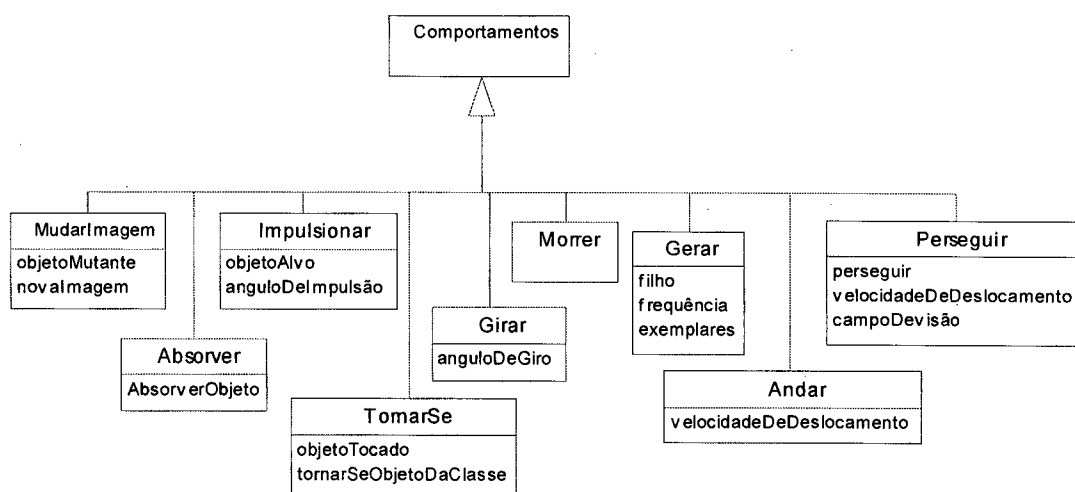 Comportamentos
MudarImagem
objetoMutante
novaImagem
Absorver
AbsorverObjeto
Impulsionar
objetoAlvo
anguloDeImpulsão
TornarSe
objetoTocado
tornarSeObjetoDaClasse
Girar
anguloDeGiro
Morrer
Gerar
filho
frequência
exemplares
Andar
velocidadeDeDeslocamento
Perseguir
perseguir
velocidadeDeDeslocamento
campoDevisão